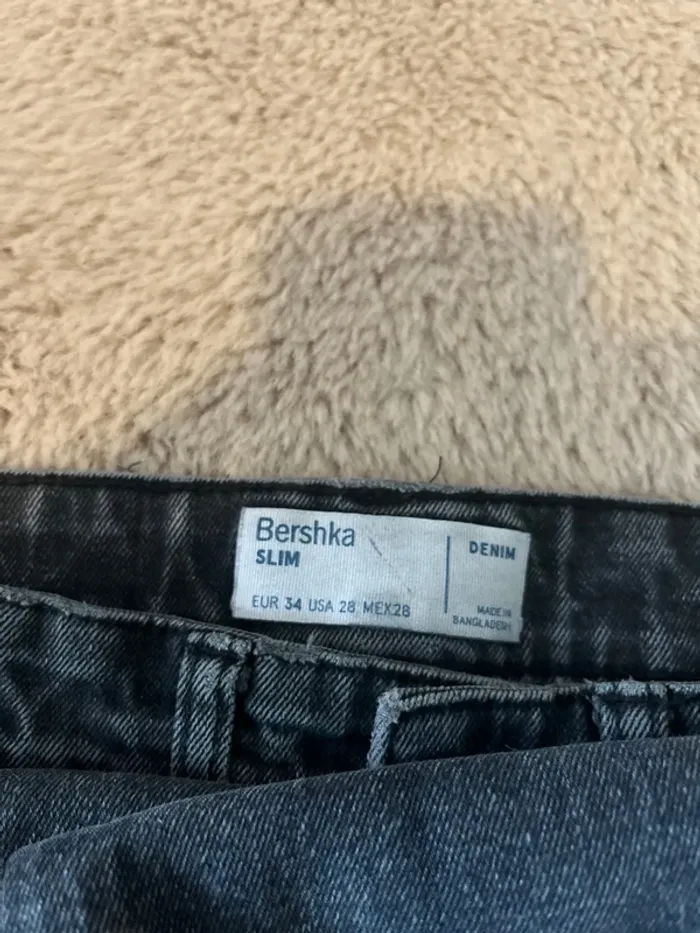 Bershka
SLIM
EUR 34 USA 28 MEX28
DENIM
MADE IN
BANGLADESH